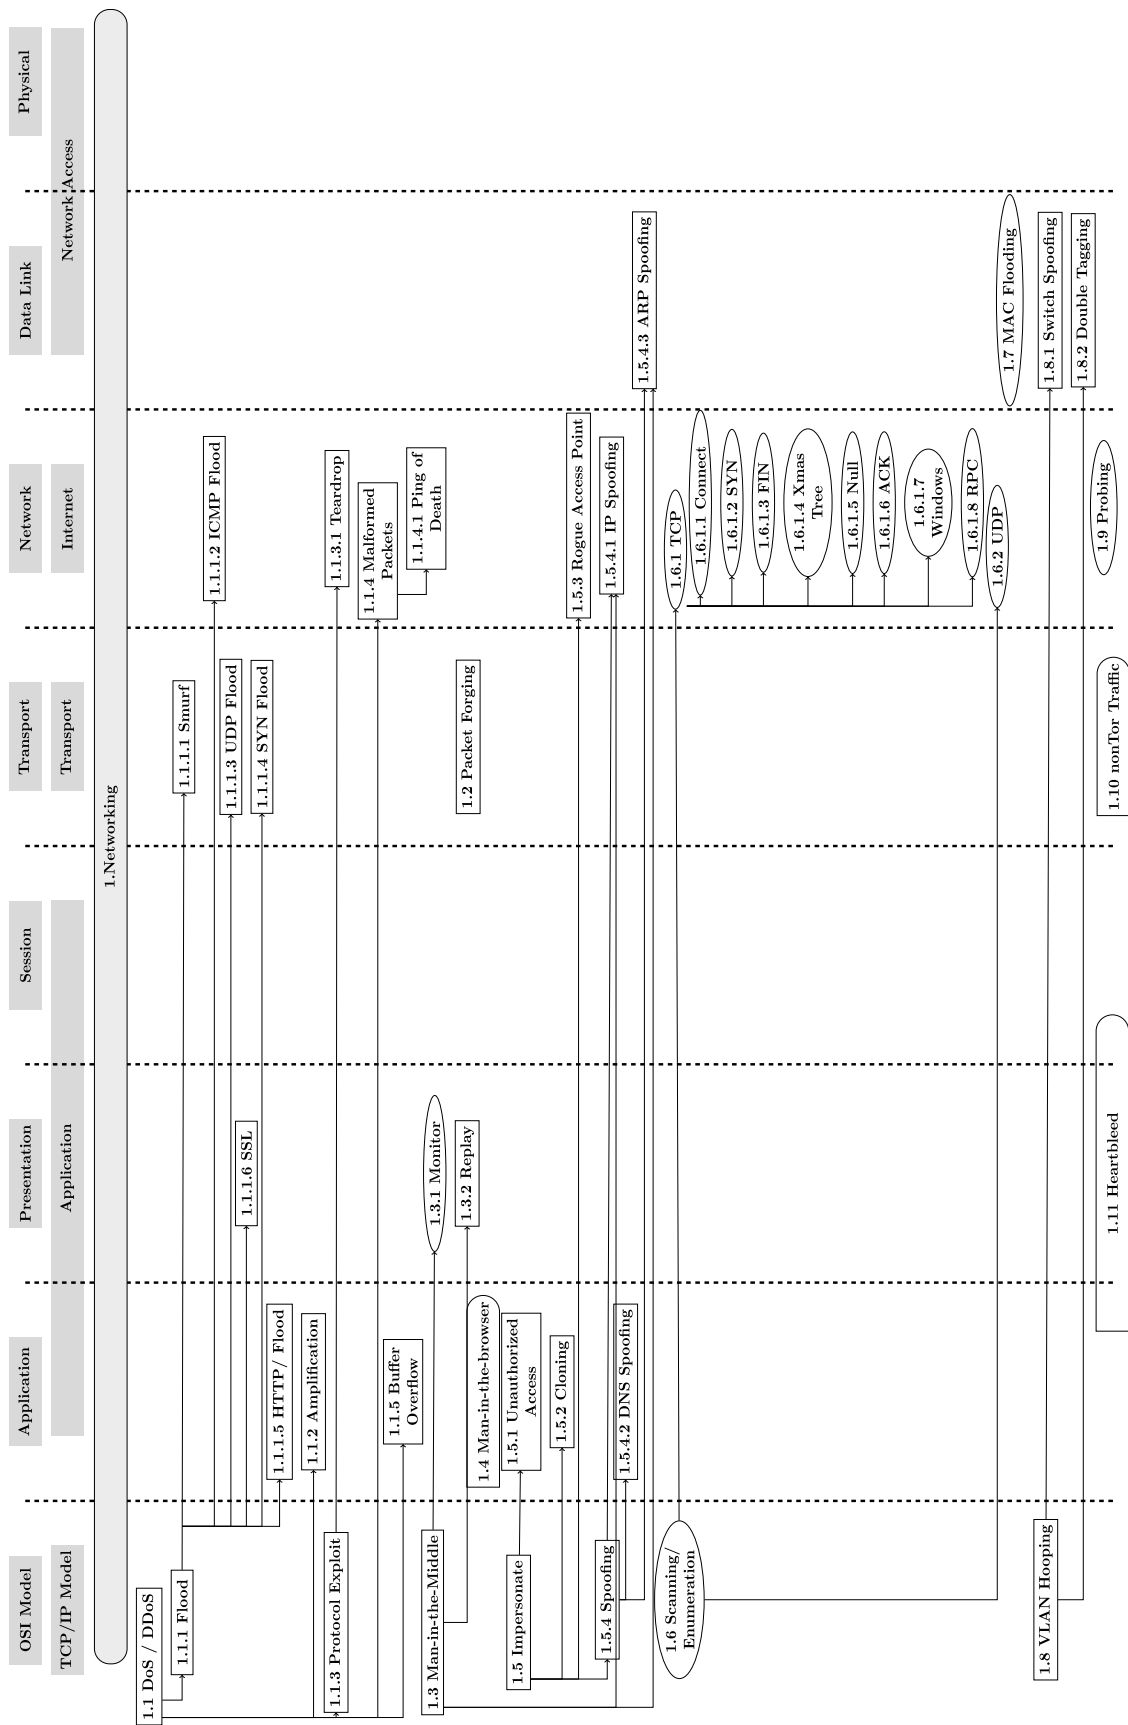 OSI Model
Application
Presentation
Session
Transport
Network
Data Link
Physical
TCP/IP Model
Application
Transport
Internet
Network Access
1.Networking
1.1 DoS / DDoS
1.1.1 Flood
1.1.1.1 Smurf
1.1.1.2 ICMP Flood
1.1.1.3 UDP Flood
1.1.1.6 SSL
1.1.1.4 SYN Flood
1.1.1.5 HTTP/ Flood
1.1.2 Amplification
1.1.3 Protocol Exploit
1.1.3.1 Teardrop
1.1.4 Malformed
Packets
1.1.5 Buffer
Overflow
1.1.4.1 Ping of
Death
1.3 Man-in-the-Middle
1.3.1 Monitor
1.3.2 Replay
1.2 Packet Forging
1.4 Man-in-the-browser
1.5 Impersonate
1.5.1 Unauthorized
Access
1.5.2 Cloning
1.5.3 Rogue Access Point
1.5.4 Spoofing
1.5.4.1 IP Spoofing
1.5.4.2 DNS Spoofing
1.5.4.3 ARP Spoofing
1.6 Scanning/
Enumeration
1.6.1 TCP
1.6.1.1 Connect
1.6.1.2 SYN
1.6.1.3 FIN
1.6.1.4 Xmas
Tree
1.6.1.5 Null
1.6.1.6 ACK
1.6.1.7
Windows
1.6.1.8 RPC
1.6.2 UDP
1.7 MAC Flooding
1.8 VLAN Hooping
1.8.1 Switch Spoofing
1.8.2 Double Tagging
1.9 Probing
1.10 nonTor Traffic
1.11 Heartbleed